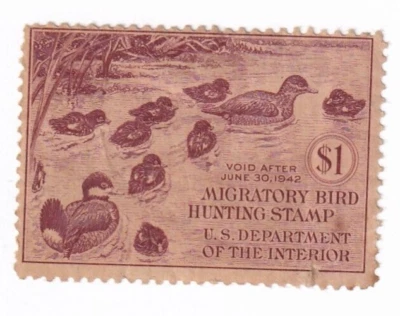 VOID AFTER
JUNE 30, 1942
$1
MIGRATORY BIRD
HUNTING STAMP
U.S. DEPARTMENT
OF THE INTERIOR